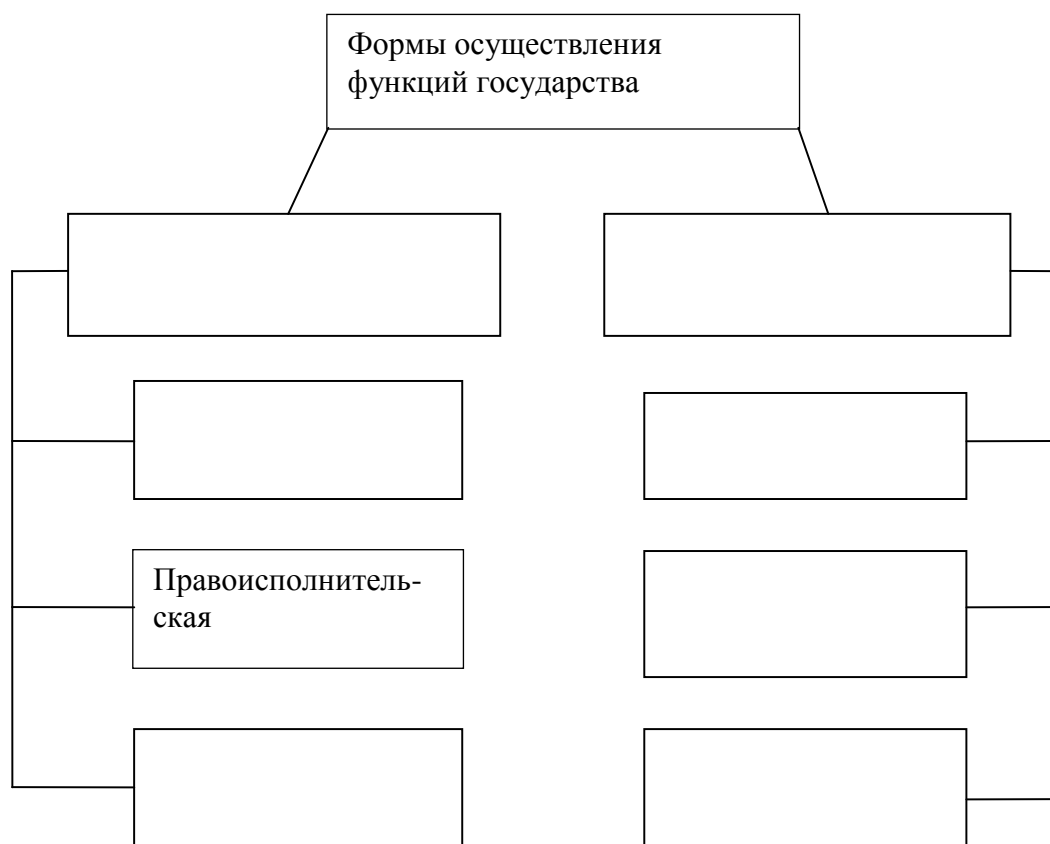 Формы осуществления
функций государства
Правоисполнитель-
ская